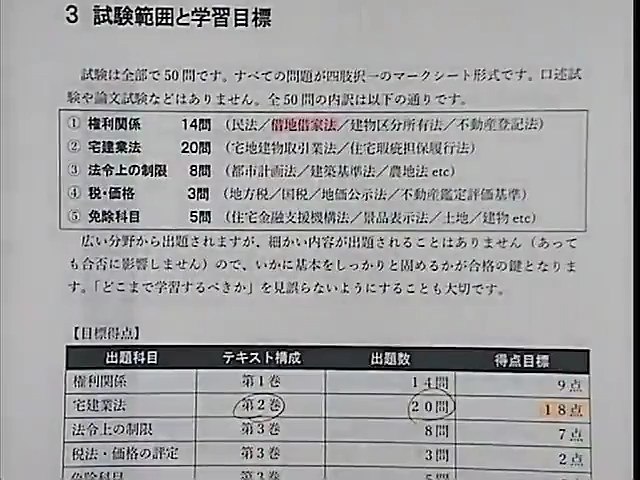 3 試験範囲と学習目標
試験は全部で50問です。すべての問題が四肢択一のマークシート形式です。口述試
験や論文試験などはありません。全50問の内訳は以下の通りです。
① 権利関係 14問 (民法／借地借家法／建物区分所有法／不動産登記法)
② 宅建業法 20問 (宅地建物取引業法／住宅瑕疵担保履行法)
③ 法令上の制限 8問 (都市計画法／建築基準法／農地法 etc)
④ 税・価格 3問 (地方税／国税／地価公示法／不動産鑑定評価基準)
⑤ 免除科目 5問 (住宅金融支援機構法／景品表示法／土地／建物 etc)
広い分野から出題されますが、細かい内容が出題されることはありません（あって
も合否に影響しません）ので、いかに基本をしっかりと固めるかが合格の鍵となりま
す。「どこまで学習するべきか」を見誤らないようにすることも大切です。
【目標得点】
出題科目 テキスト構成 出題数 得点目標
権利関係 第1巻 14問 9点
宅建業法 第2巻 20問 18点
法令上の制限 第3巻 8問 7点
税法・価格の評定 第3巻 3問 2点
免除科目 第3巻 5問